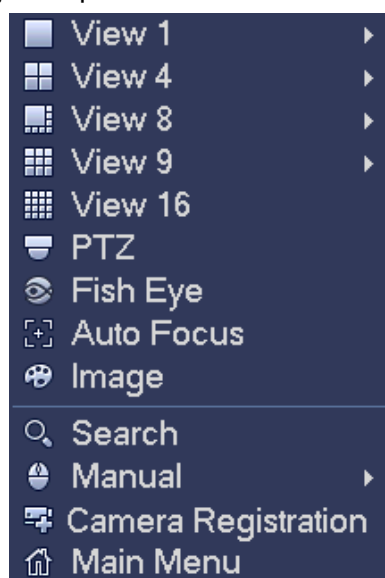 View 1
View 4
View 8
View 9
View 16
PTZ
Fish Eye
Auto Focus
Image
Search
Manual
Camera Registration
Main Menu